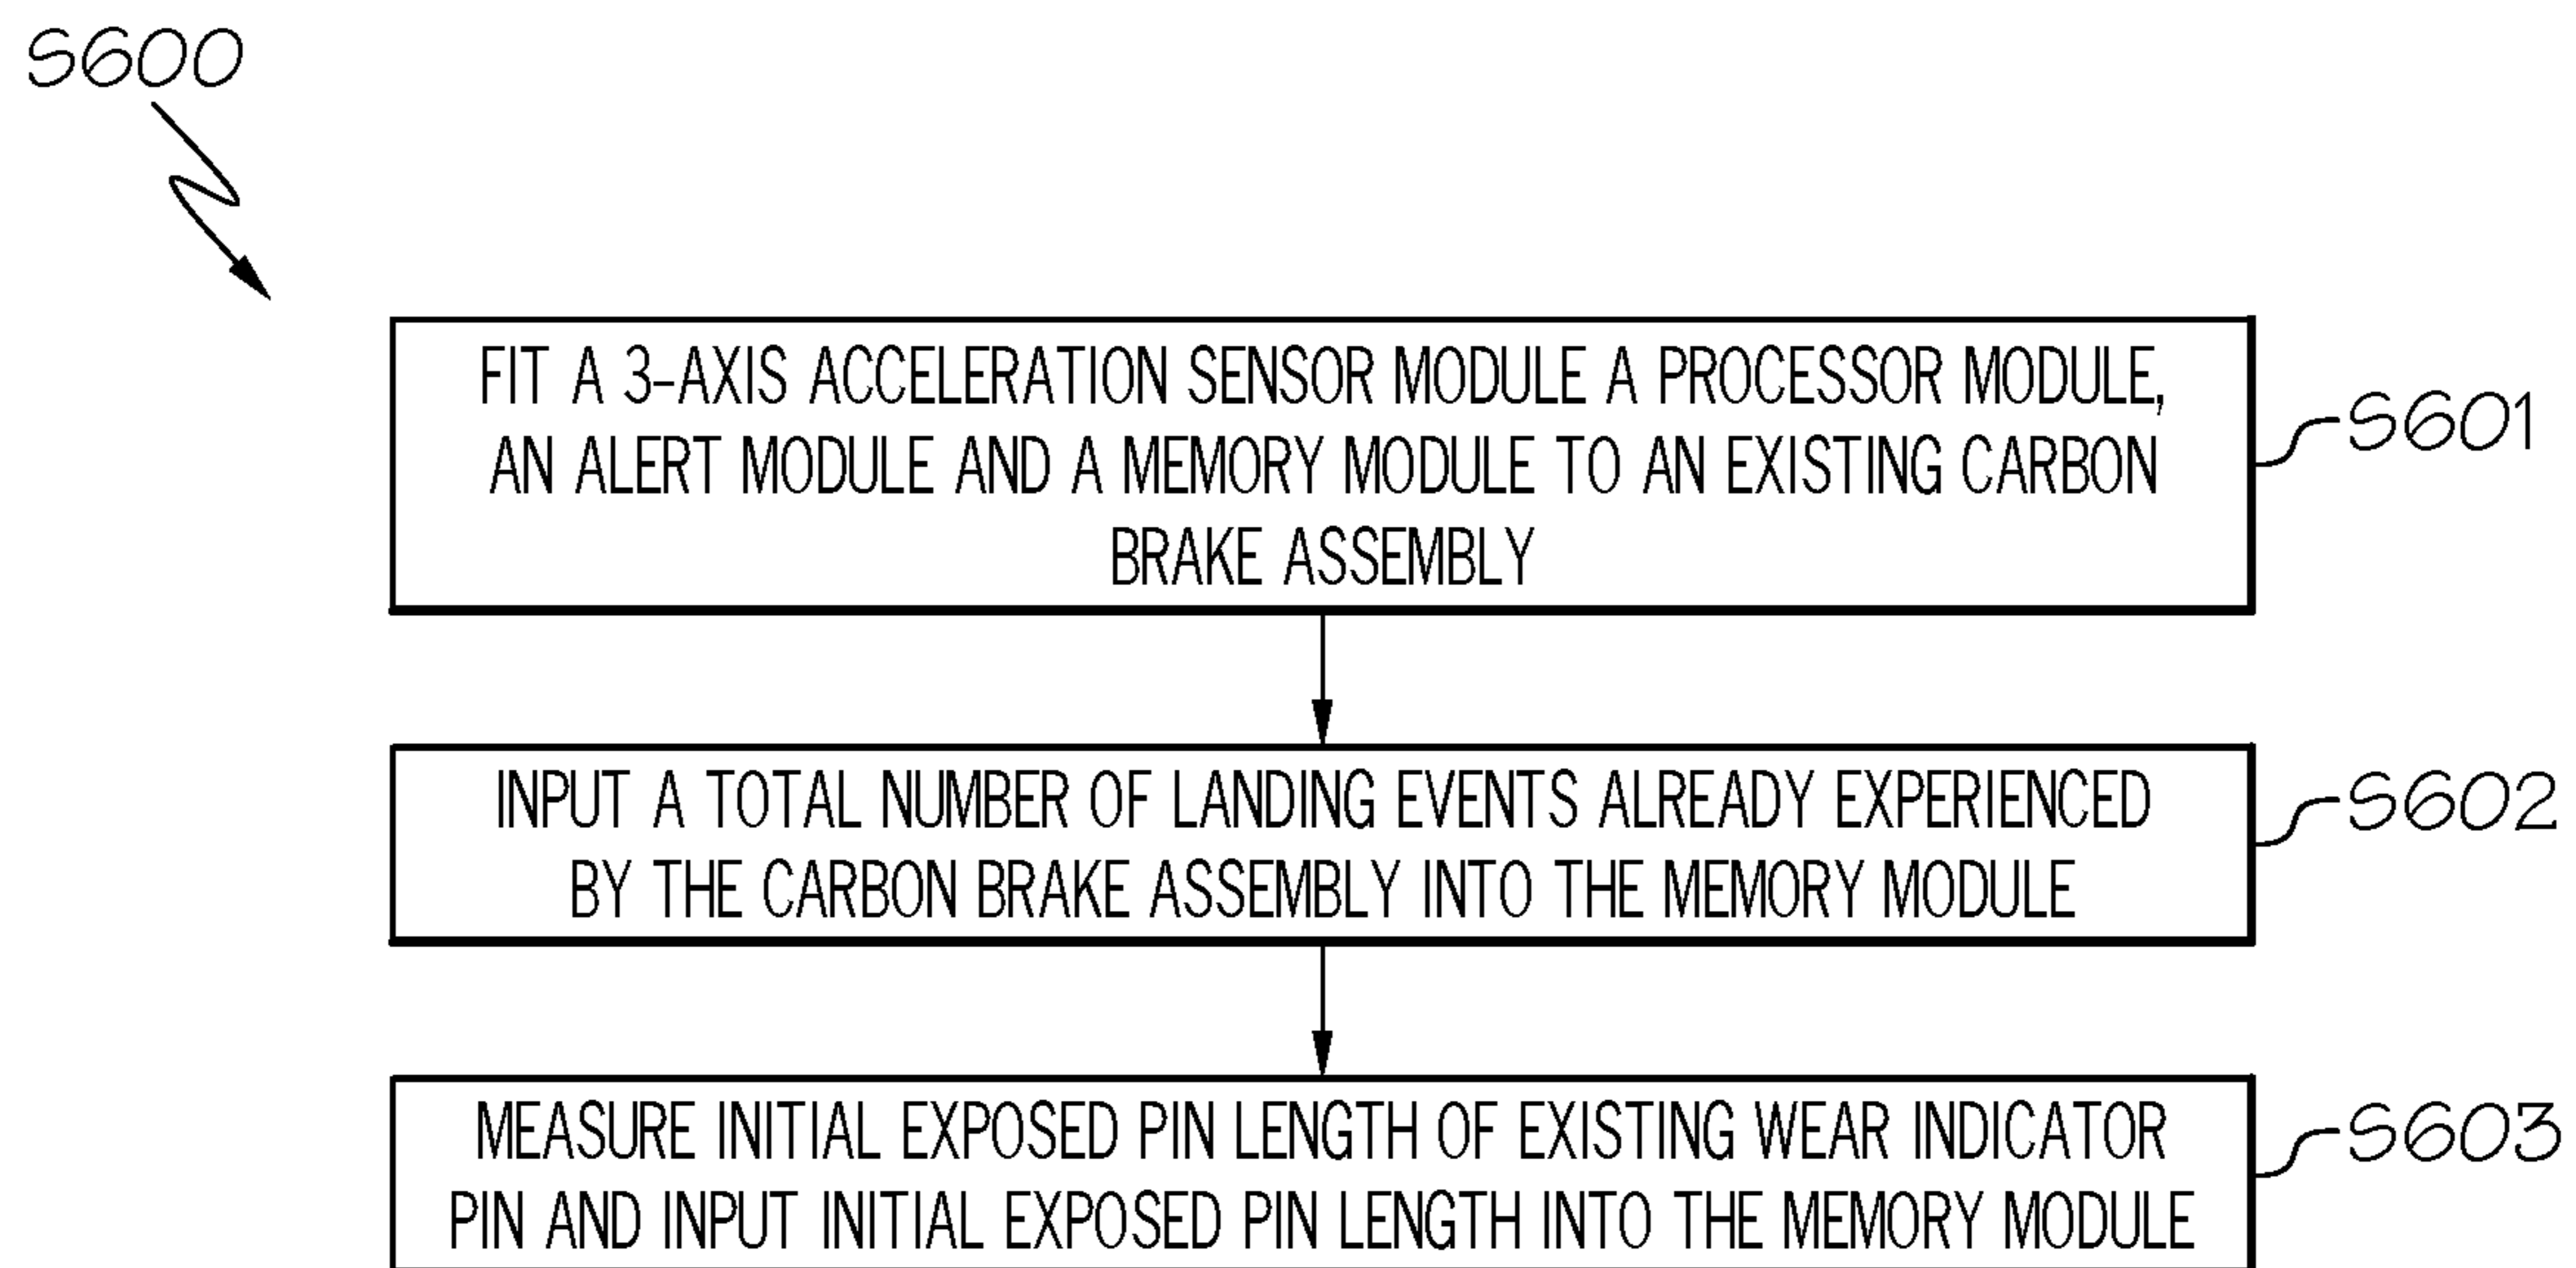 S600
FIT A 3-AXIS ACCELERATION SENSOR MODULE A PROCESSOR MODULE,
AN ALERT MODULE AND A MEMORY MODULE TO AN EXISTING CARBON
BRAKE ASSEMBLY
S601
INPUT A TOTAL NUMBER OF LANDING EVENTS ALREADY EXPERIENCED
BY THE CARBON BRAKE ASSEMBLY INTO THE MEMORY MODULE
S602
MEASURE INITIAL EXPOSED PIN LENGTH OF EXISTING WEAR INDICATOR
PIN AND INPUT INITIAL EXPOSED PIN LENGTH INTO THE MEMORY MODULE
S603